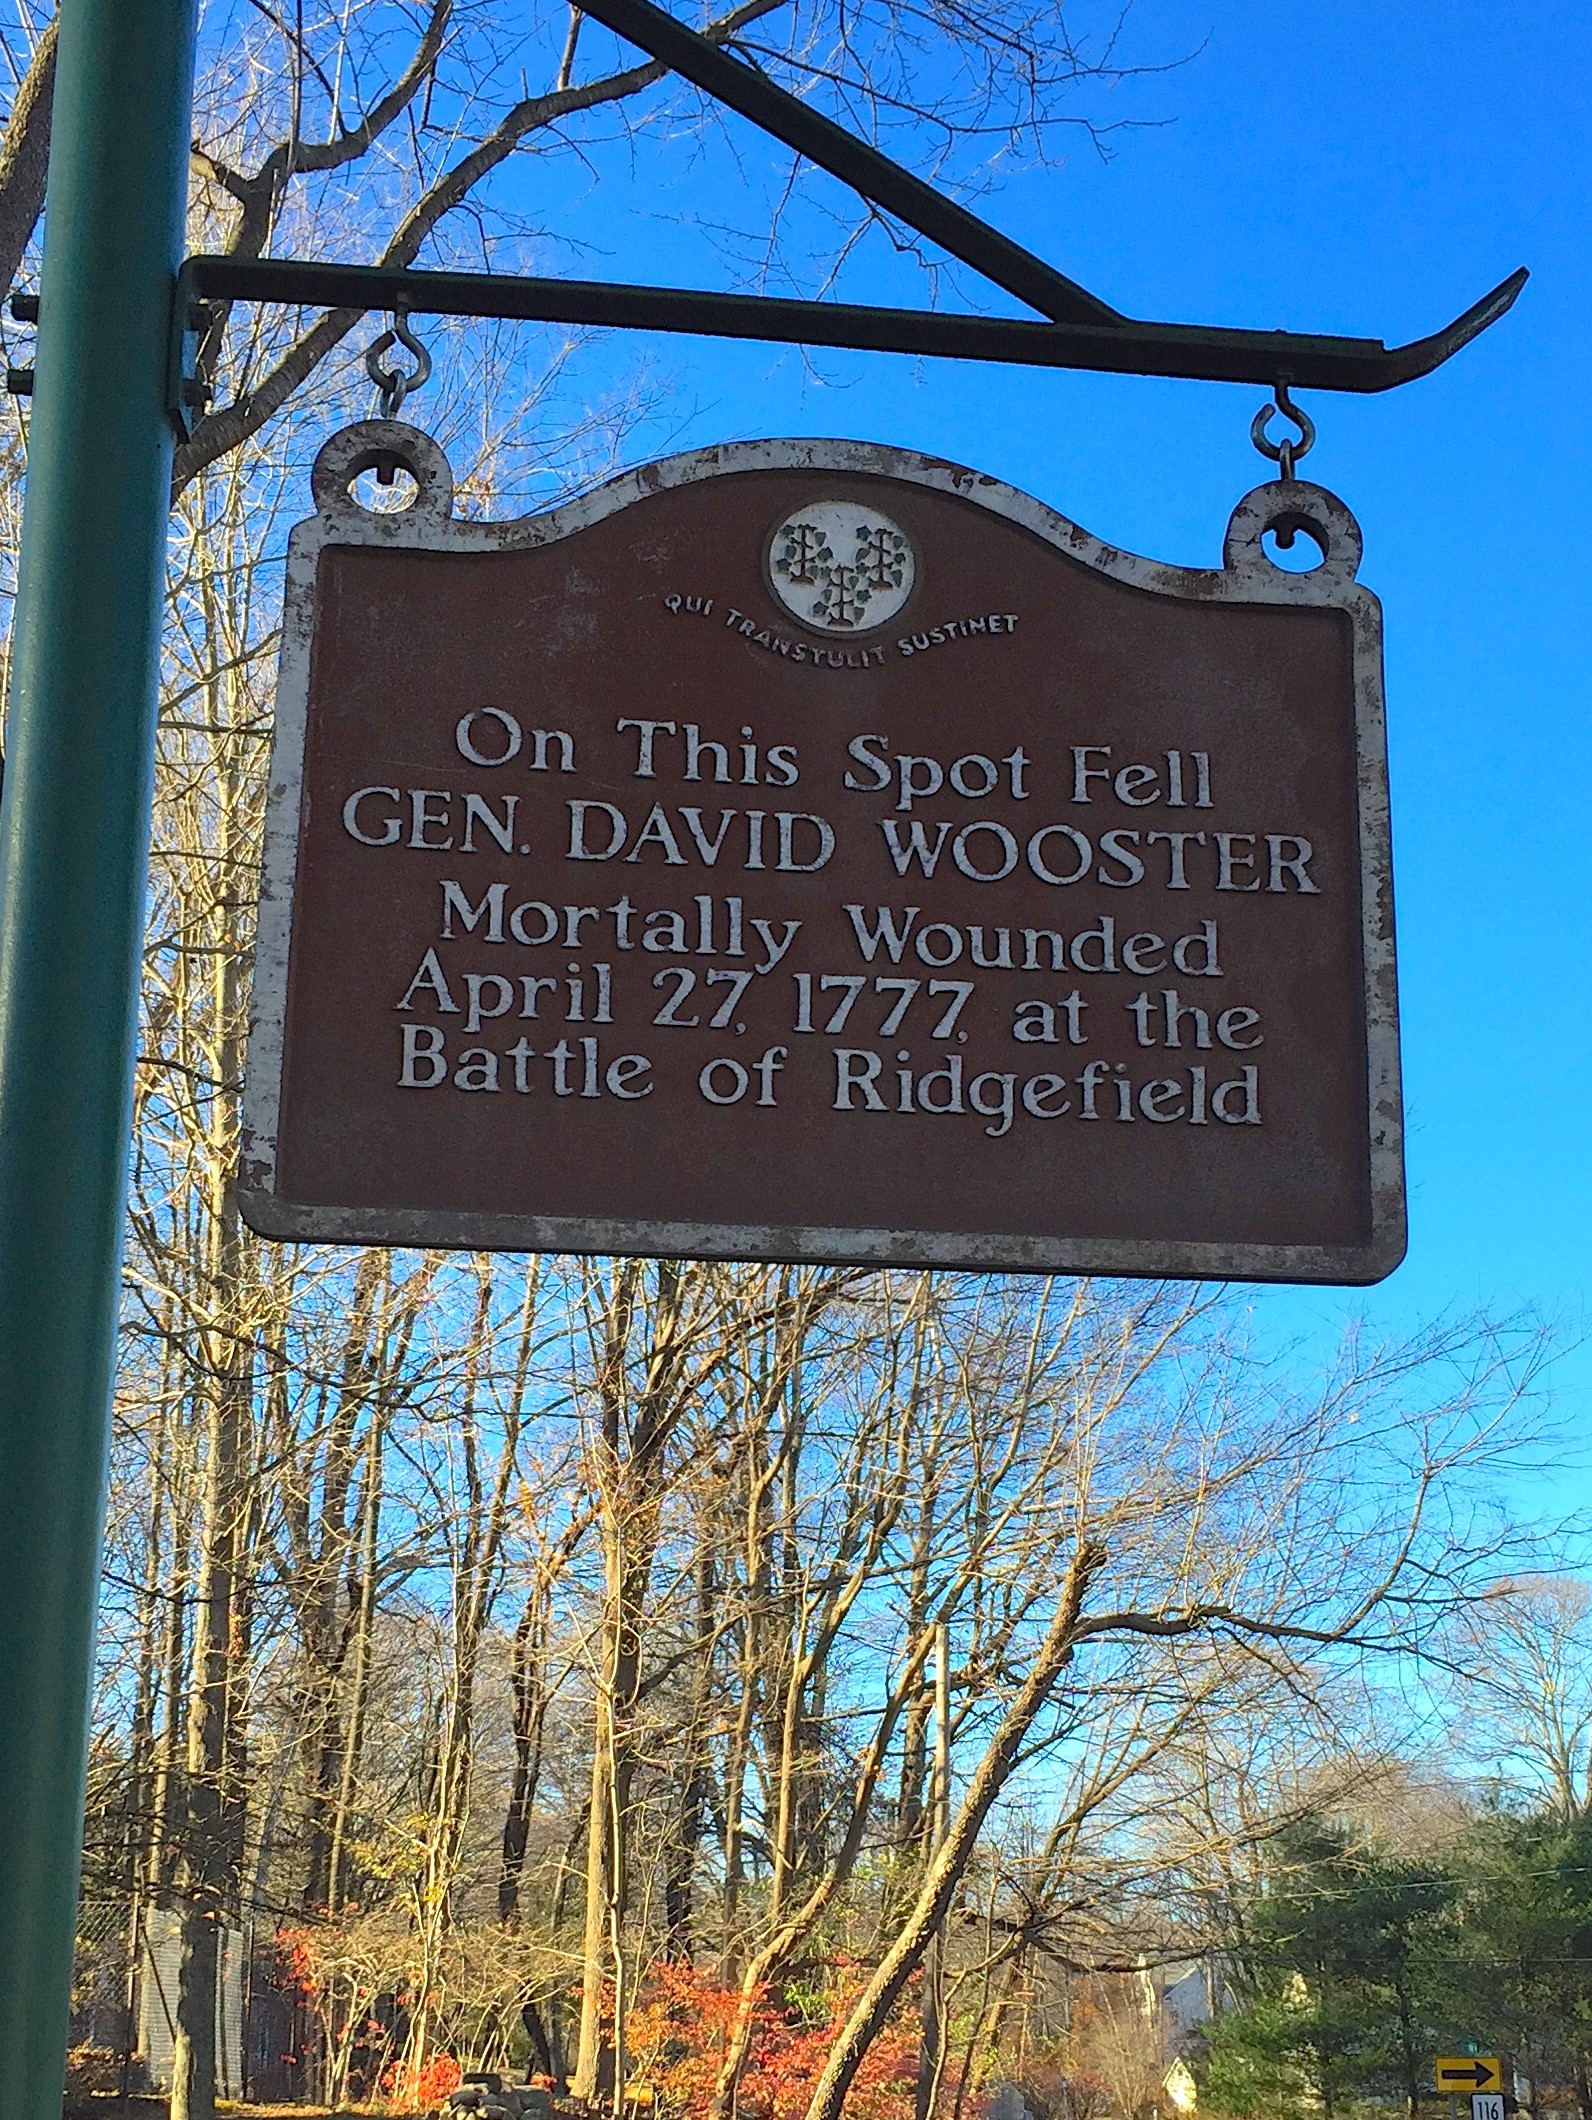 QUI TRANSTULIT SUSTINET
On This Spot Fell
GEN. DAVID WOOSTER
Mortally Wounded
April 27, 1777, at the
Battle of Ridgefield
116